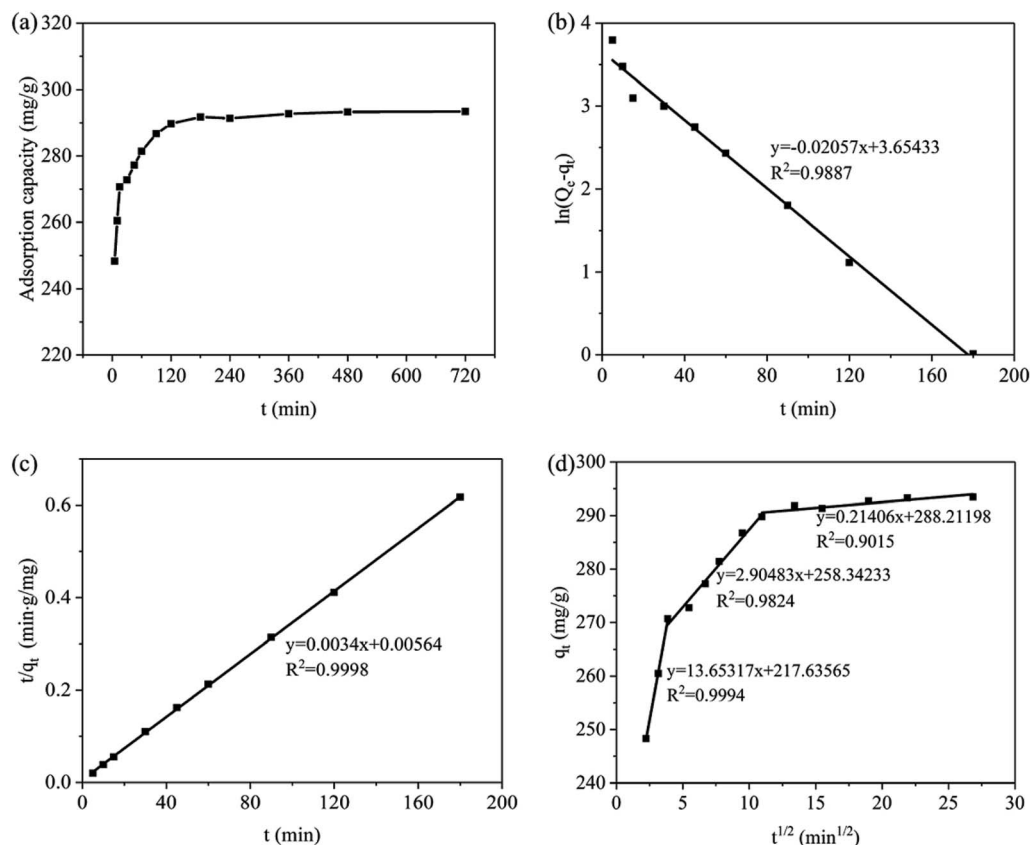 (a)
320
300
280
260
240
220
Adsorption capacity (mg/g)
0 120 240 360 480 600 720
t (min)
(b)
4
3
2
1
0
ln(Qₑ-qₜ)
y=-0.02057x+3.65433
R²=0.9887
0 40 80 120 160 200
t (min)
(c)
0.6
0.4
0.2
0.0
t/qₜ (min·g/mg)
y=0.0034x+0.00564
R²=0.9998
0 40 80 120 160 200
t (min)
(d)
300
290
280
270
260
250
240
qₜ (mg/g)
y=0.21406x+288.21198
R²=0.9015
y=2.90483x+258.34233
R²=0.9824
y=13.65317x+217.63565
R²=0.9994
0 5 10 15 20 25 30
t¹/² (min¹/²)